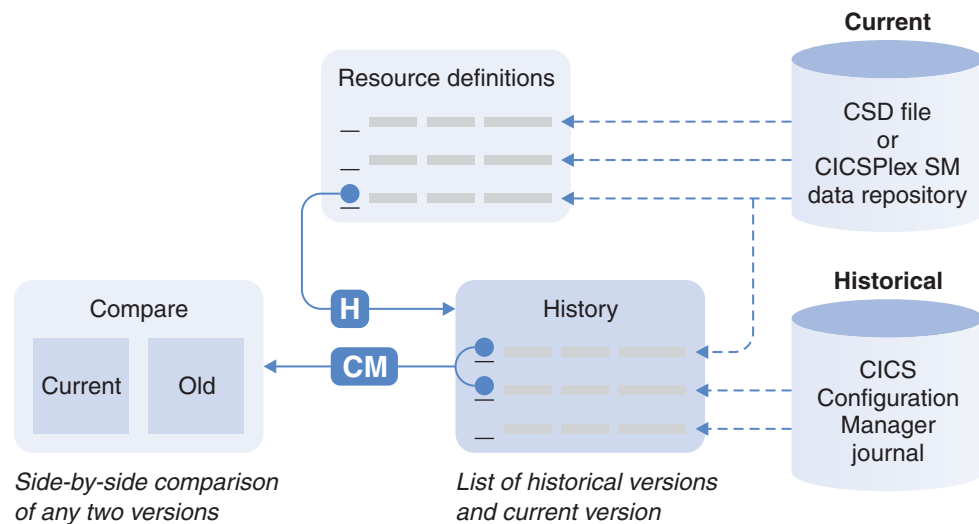 Current
Resource definitions
CSD file
or
CICSPlex SM
data repository
Historical
Compare
H
History
CM
Current
Old
CICS
Configuration
Manager
journal
Side-by-side comparison
of any two versions
List of historical versions
and current version